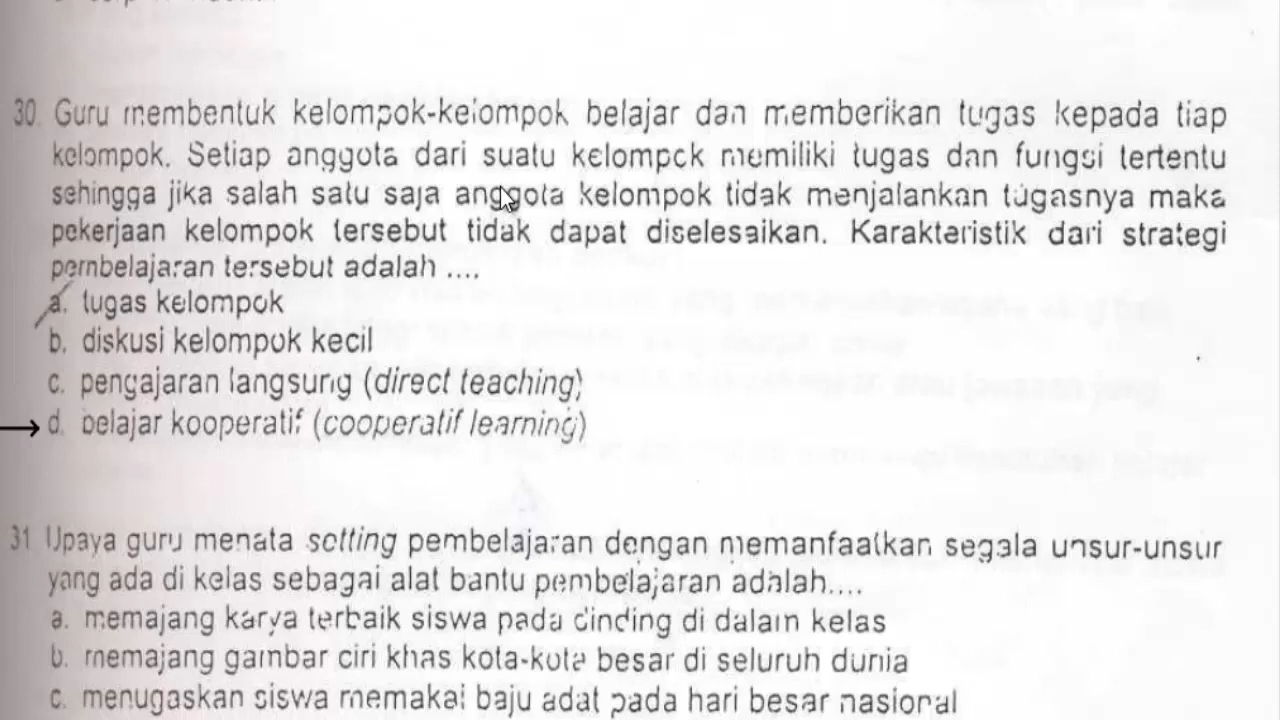 30. Guru membentuk kelompok-kelompok belajar dan memberikan tugas kepada tiap
kelompok. Setiap anggota dari suatu kelompok memiliki tugas dan fungsi tertentu
sehingga jika salah satu saja anggota kelompok tidak menjalankan tugasnya maka
pekerjaan kelompok tersebut tidak dapat diselesaikan. Karakteristik dari strategi
pembelajaran tersebut adalah ....
a. tugas kelompok
b. diskusi kelompok kecil
c. pengajaran langsung (direct teaching)
d. belajar kooperatif (cooperatif learning)
31 Upaya guru menata setting pembelajaran dengan memanfaatkan segala unsur-unsur
yang ada di kelas sebagai alat bantu pembelajaran adalah....
a. memajang karya terbaik siswa pada dinding di dalam kelas
b. memajang gambar ciri khas kota-kota besar di seluruh dunia
c. menugaskan siswa memakai baju adat pada hari besar nasional